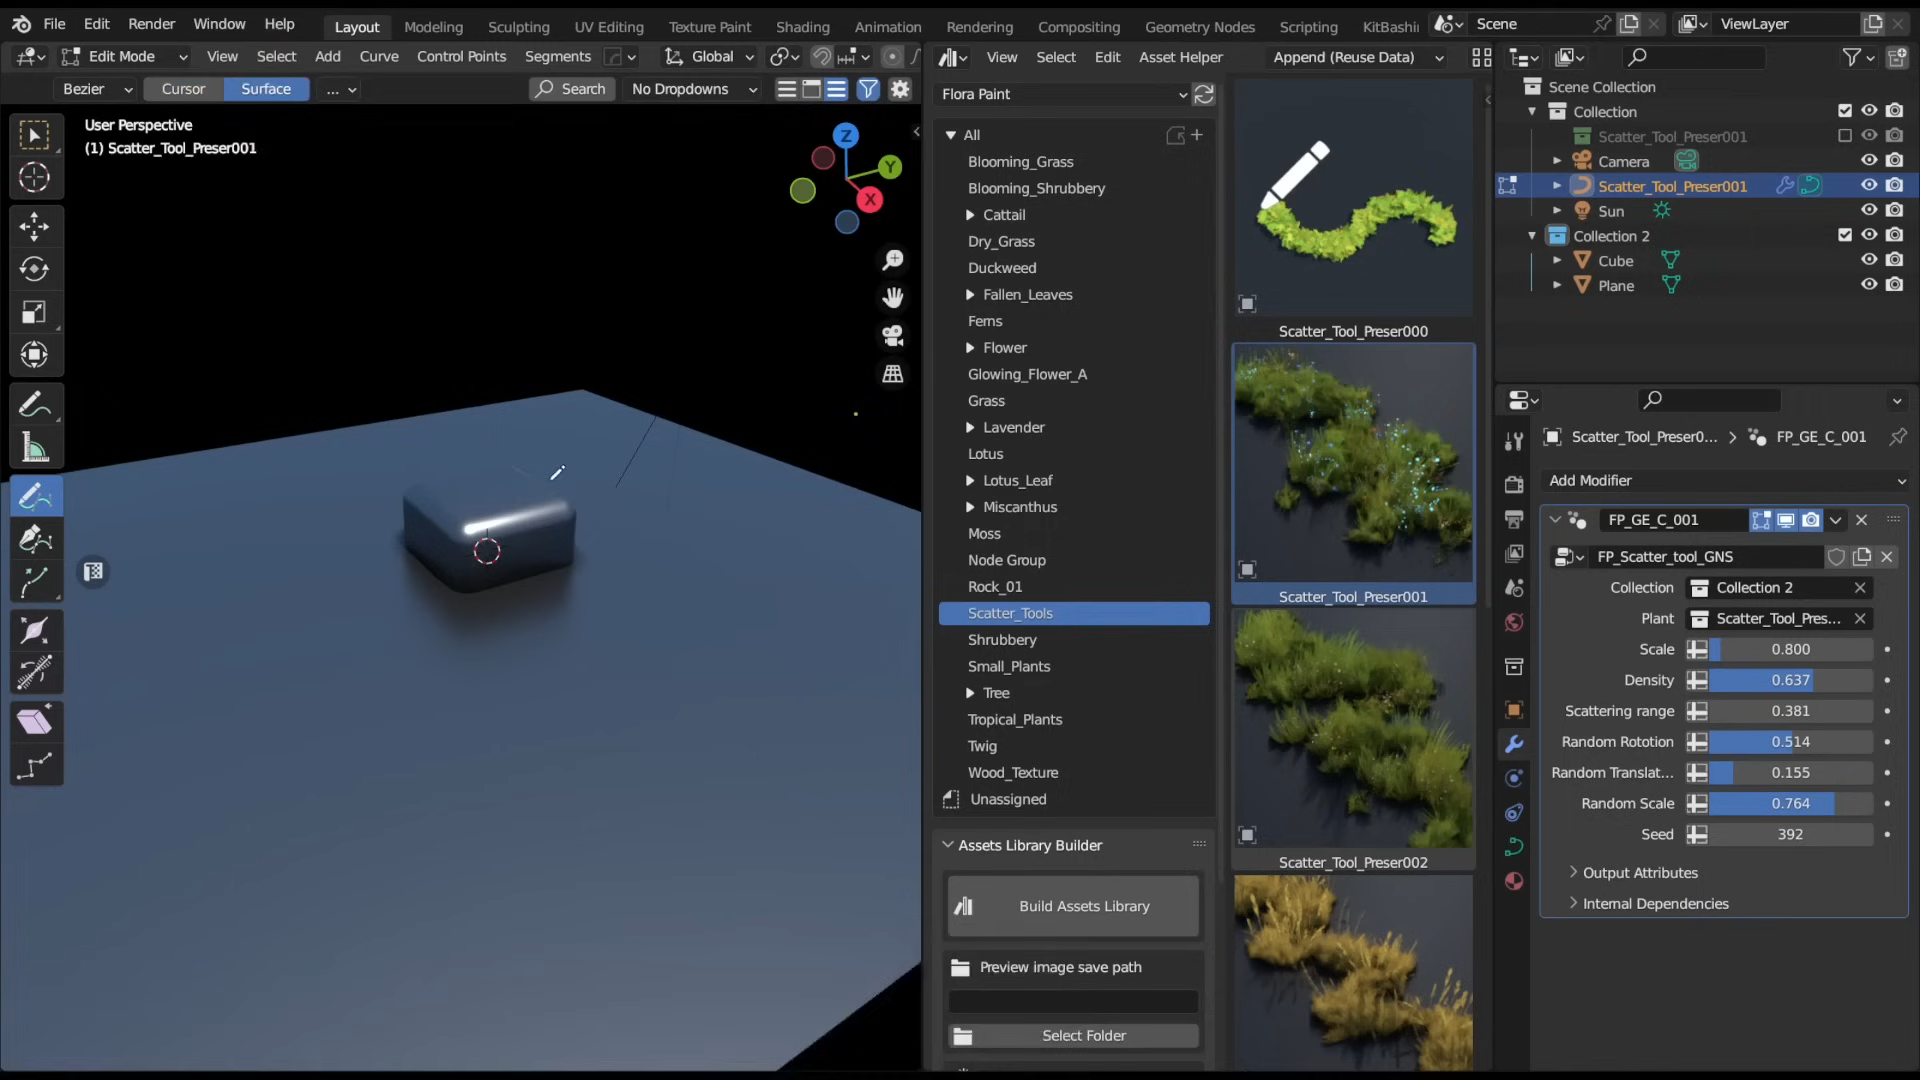 File Edit Render Window Help Layout Modeling Sculpting UV Editing Texture Paint Shading Animation Rendering Compositing Geometry Nodes Scripting KitBashi Scene ViewLayer
Edit Mode View Select Add Curve Control Points Segments Global
View Select Edit Asset Helper Append (Reuse Data)
Bezier Cursor Surface ... Search No Dropdowns
User Perspective
(1) Scatter_Tool_Preser001
Z
Y
X
Flora Paint
All
Blooming_Grass
Blooming_Shrubbery
Cattail
Dry_Grass
Duckweed
Fallen_Leaves
Ferns
Flower
Glowing_Flower_A
Grass
Lavender
Lotus
Lotus_Leaf
Miscanthus
Moss
Node Group
Rock_01
Scatter_Tools
Shrubbery
Small_Plants
Tree
Tropical_Plants
Twig
Wood_Texture
Unassigned
Assets Library Builder
Build Assets Library
Preview image save path
Select Folder
Scatter_Tool_Preser000
Scatter_Tool_Preser001
Scatter_Tool_Preser002
Scene Collection
Collection
Scatter_Tool_Preser001
Camera
Scatter_Tool_Preser001
Sun
Collection 2
Cube
Plane
Scatter_Tool_Preser0... FP_GE_C_001
Add Modifier
FP_GE_C_001
FP_Scatter_tool_GNS
Collection Collection 2
Plant Scatter_Tool_Pres...
Scale 0.800
Density 0.637
Scattering range 0.381
Random Rotation 0.514
Random Translat... 0.155
Random Scale 0.764
Seed 392
Output Attributes
Internal Dependencies